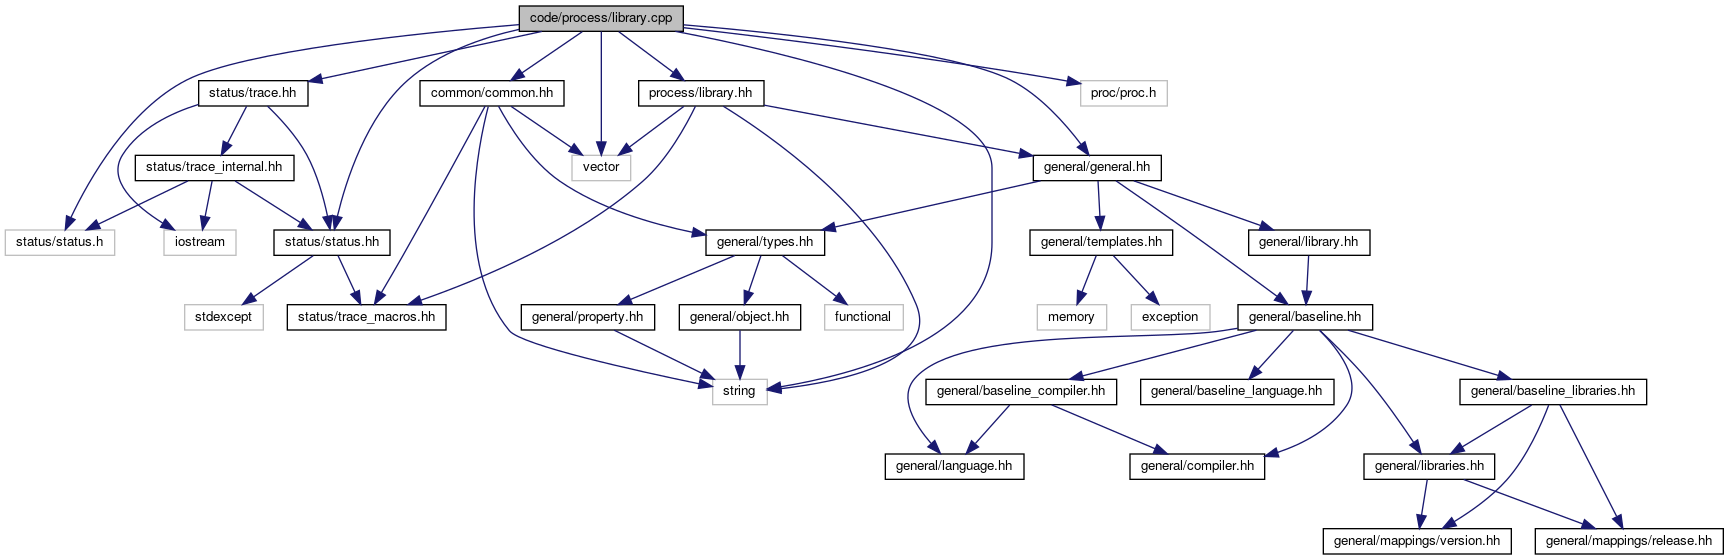 code/process/library.cpp
status/trace.hh
common/common.hh
process/library.hh
proc/proc.h
status/trace_internal.hh
vector
general/general.hh
status/status.h
iostream
status/status.hh
general/types.hh
general/templates.hh
general/library.hh
stdexcept
status/trace_macros.hh
general/property.hh
general/object.hh
functional
memory
exception
general/baseline.hh
string
general/baseline_compiler.hh
general/baseline_language.hh
general/baseline_libraries.hh
general/language.hh
general/compiler.hh
general/libraries.hh
general/mappings/version.hh
general/mappings/release.hh